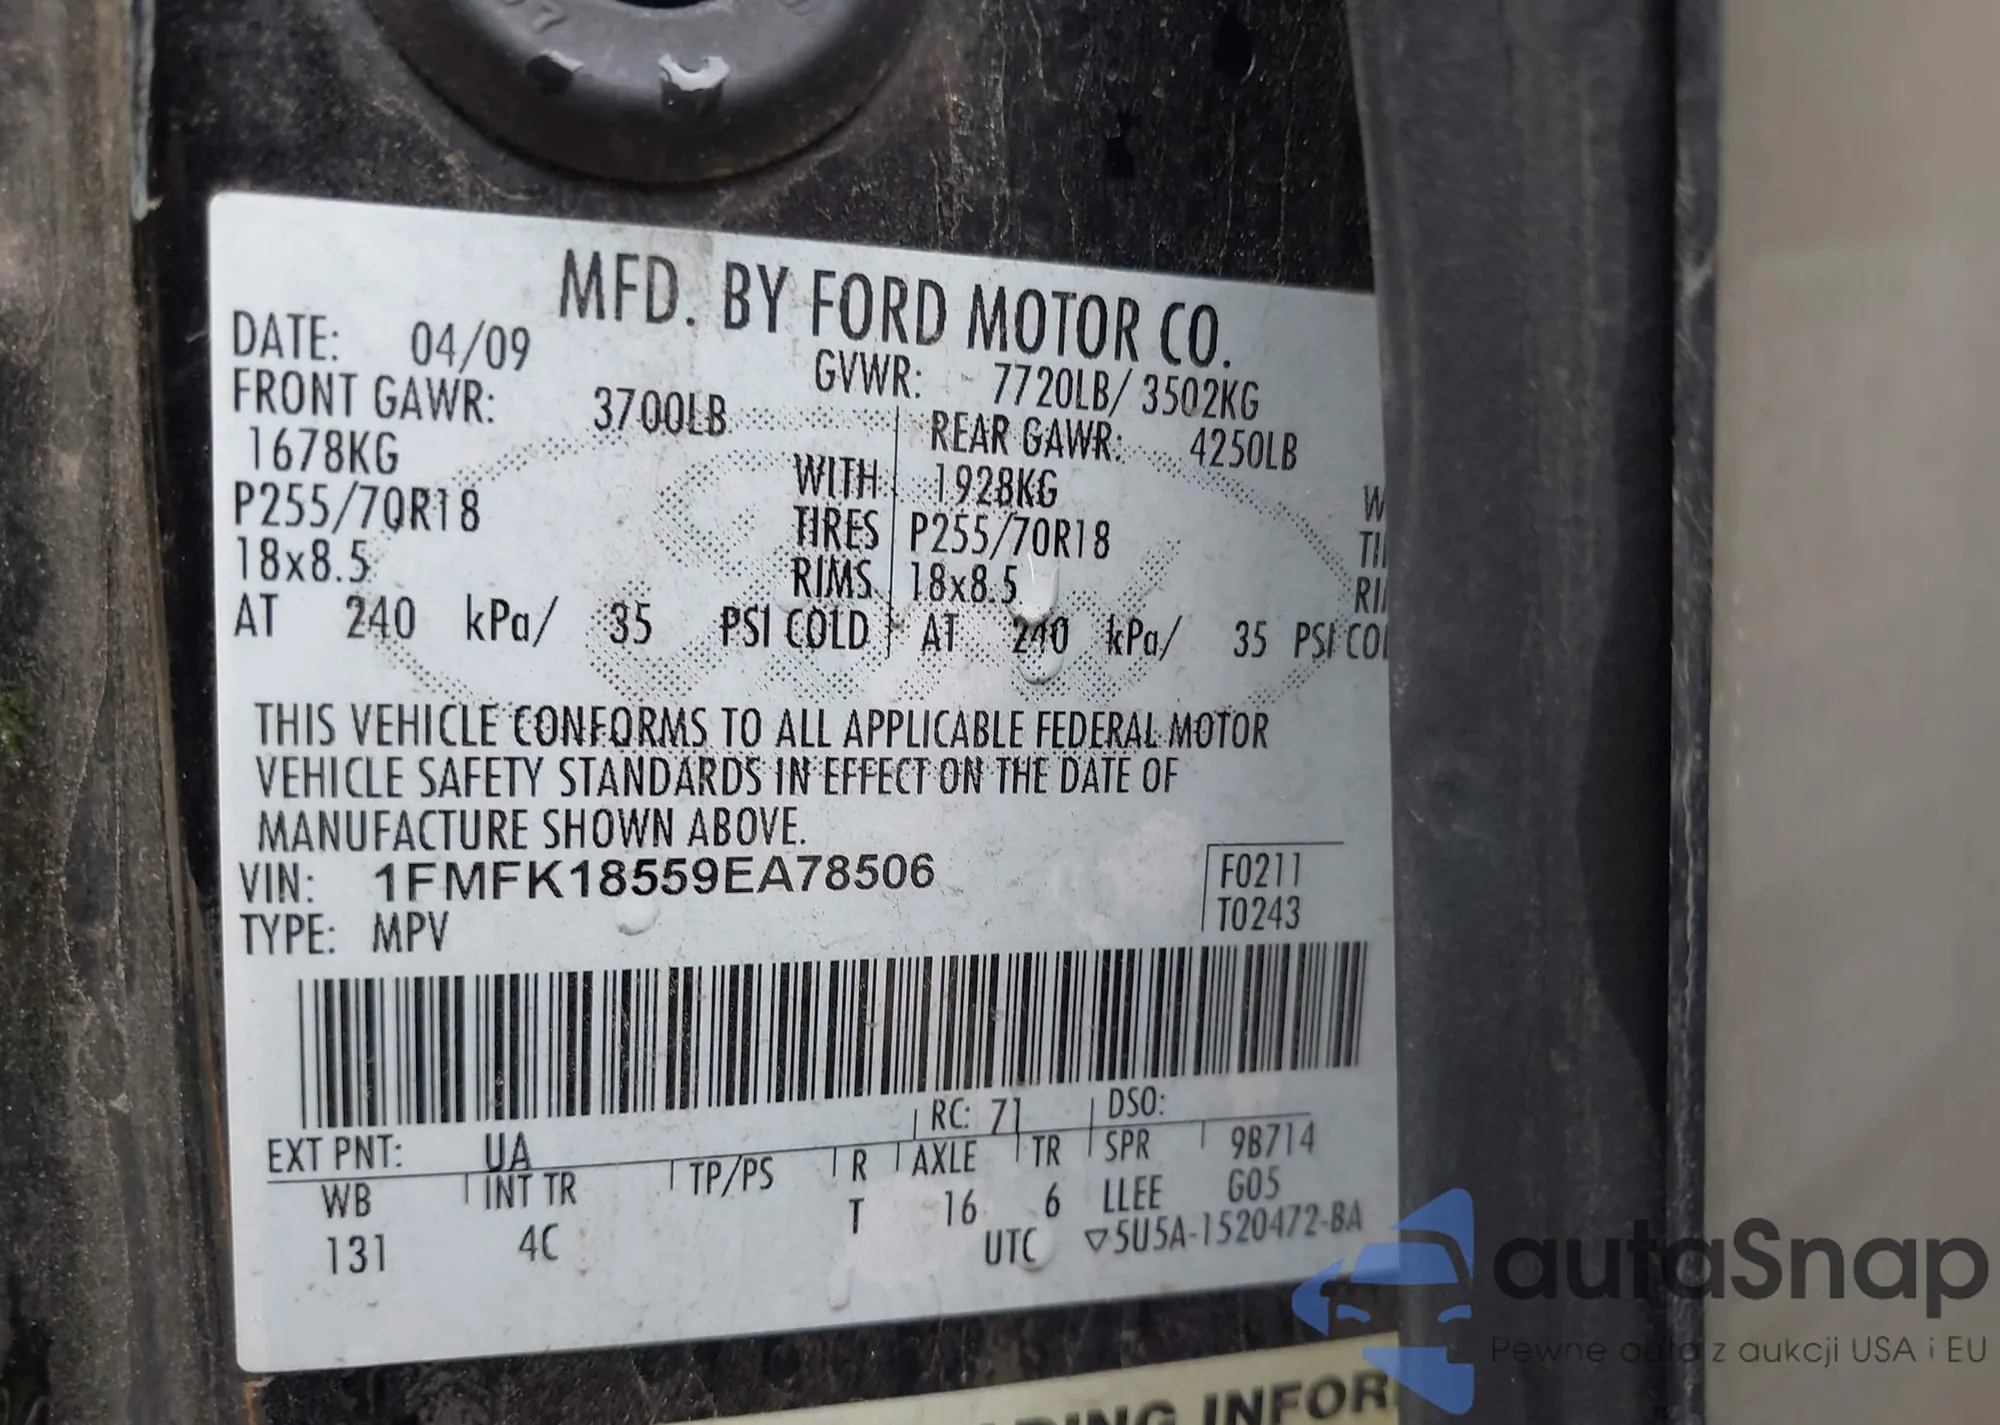 MFD. BY FORD MOTOR CO.
DATE: 04/09 GVWR: 7720LB/ 3502KG
FRONT GAWR: 3700LB REAR GAWR: 4250LB
1678KG WITH 1928KG
P255/70R18 TIRES P255/70R18
18x8.5 RIMS 18x8.5
AT 240 kPa/ 35 PSI COLD AT 240 kPa/ 35 PSI COL
THIS VEHICLE CONFORMS TO ALL APPLICABLE FEDERAL MOTOR
VEHICLE SAFETY STANDARDS IN EFFECT ON THE DATE OF
MANUFACTURE SHOWN ABOVE.
VIN: 1FMFK18559EA78506 F0211
TYPE: MPV T0243
RC: 71 DSO:
EXT PNT: UA
WB INT TR TP/PS R AXLE TR SPR 9B714
131 4C T 16 6 LLEE G05
UTC ▽5U5A-1520472-BA
autaSnap
Pewne auta z aukcji USA i EU